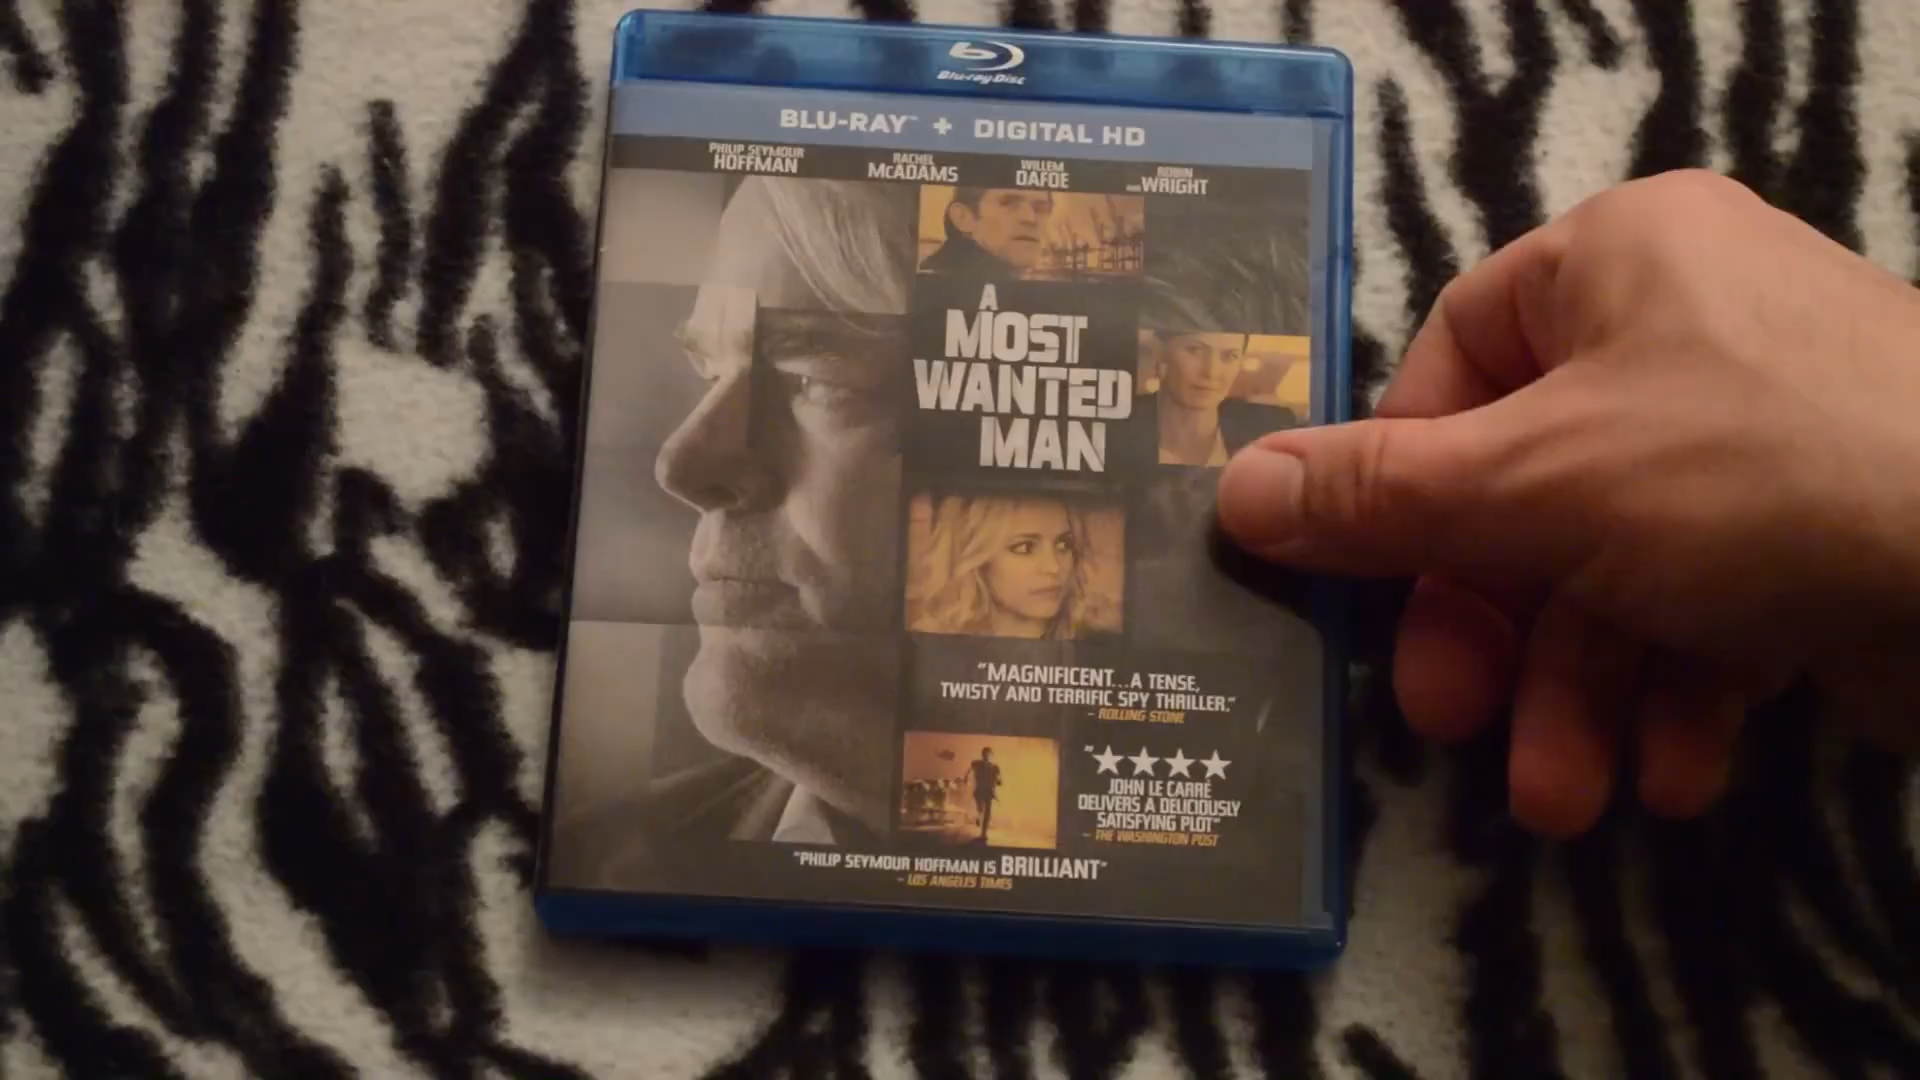 Blu-ray Disc
BLU-RAY™ + DIGITAL HD
PHILIP SEYMOUR HOFFMAN
RACHEL McADAMS
WILLEM DAFOE
AND ROBIN WRIGHT
A
MOST
WANTED
MAN
"MAGNIFICENT...A TENSE,
TWISTY AND TERRIFIC SPY THRILLER."
– ROLLING STONE
"★★★★
JOHN LE CARRÉ
DELIVERS A DELICIOUSLY
SATISFYING PLOT"
– THE WASHINGTON POST
"PHILIP SEYMOUR HOFFMAN IS BRILLIANT"
– LOS ANGELES TIMES